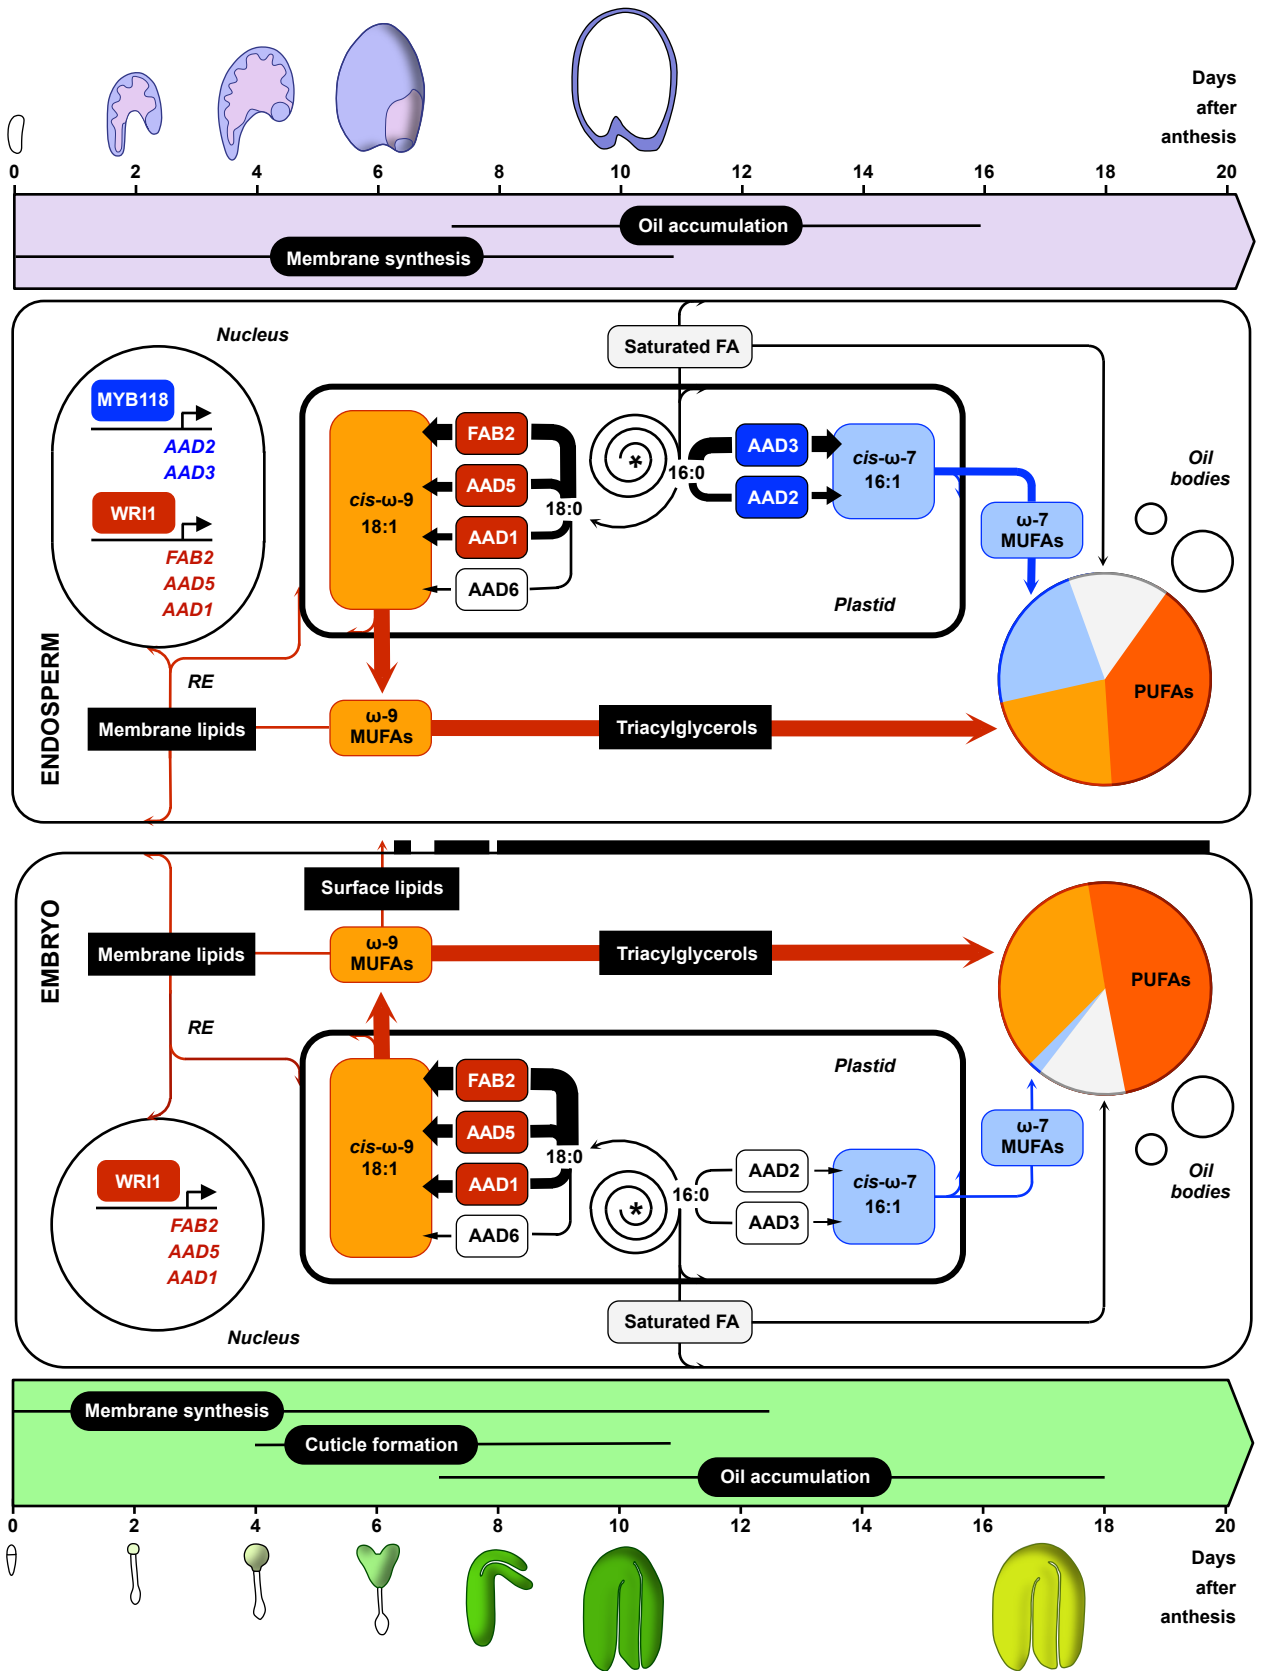 Days
after
anthesis
0 2 4 6 8 10 12 14 16 18 20
Oil accumulation
Membrane synthesis
Nucleus
MYB118
AAD2
AAD3
WRI1
FAB2
AAD5
AAD1
Saturated FA
cis-ω-9
18:1
FAB2
AAD5
AAD1
AAD6
18:0
*
16:0
AAD3
AAD2
cis-ω-7
16:1
Plastid
ω-7
MUFAs
Oil
bodies
PUFAs
ENDOSPERM
RE
Membrane lipids
ω-9
MUFAs
Triacylglycerols
EMBRYO
Surface lipids
Membrane lipids
ω-9
MUFAs
Triacylglycerols
PUFAs
RE
WRI1
FAB2
AAD5
AAD1
Nucleus
cis-ω-9
18:1
FAB2
AAD5
AAD1
AAD6
18:0
*
16:0
AAD2
AAD3
cis-ω-7
16:1
Plastid
ω-7
MUFAs
Oil
bodies
Saturated FA
Membrane synthesis
Cuticle formation
Oil accumulation
0 2 4 6 8 10 12 14 16 18 20
Days
after
anthesis